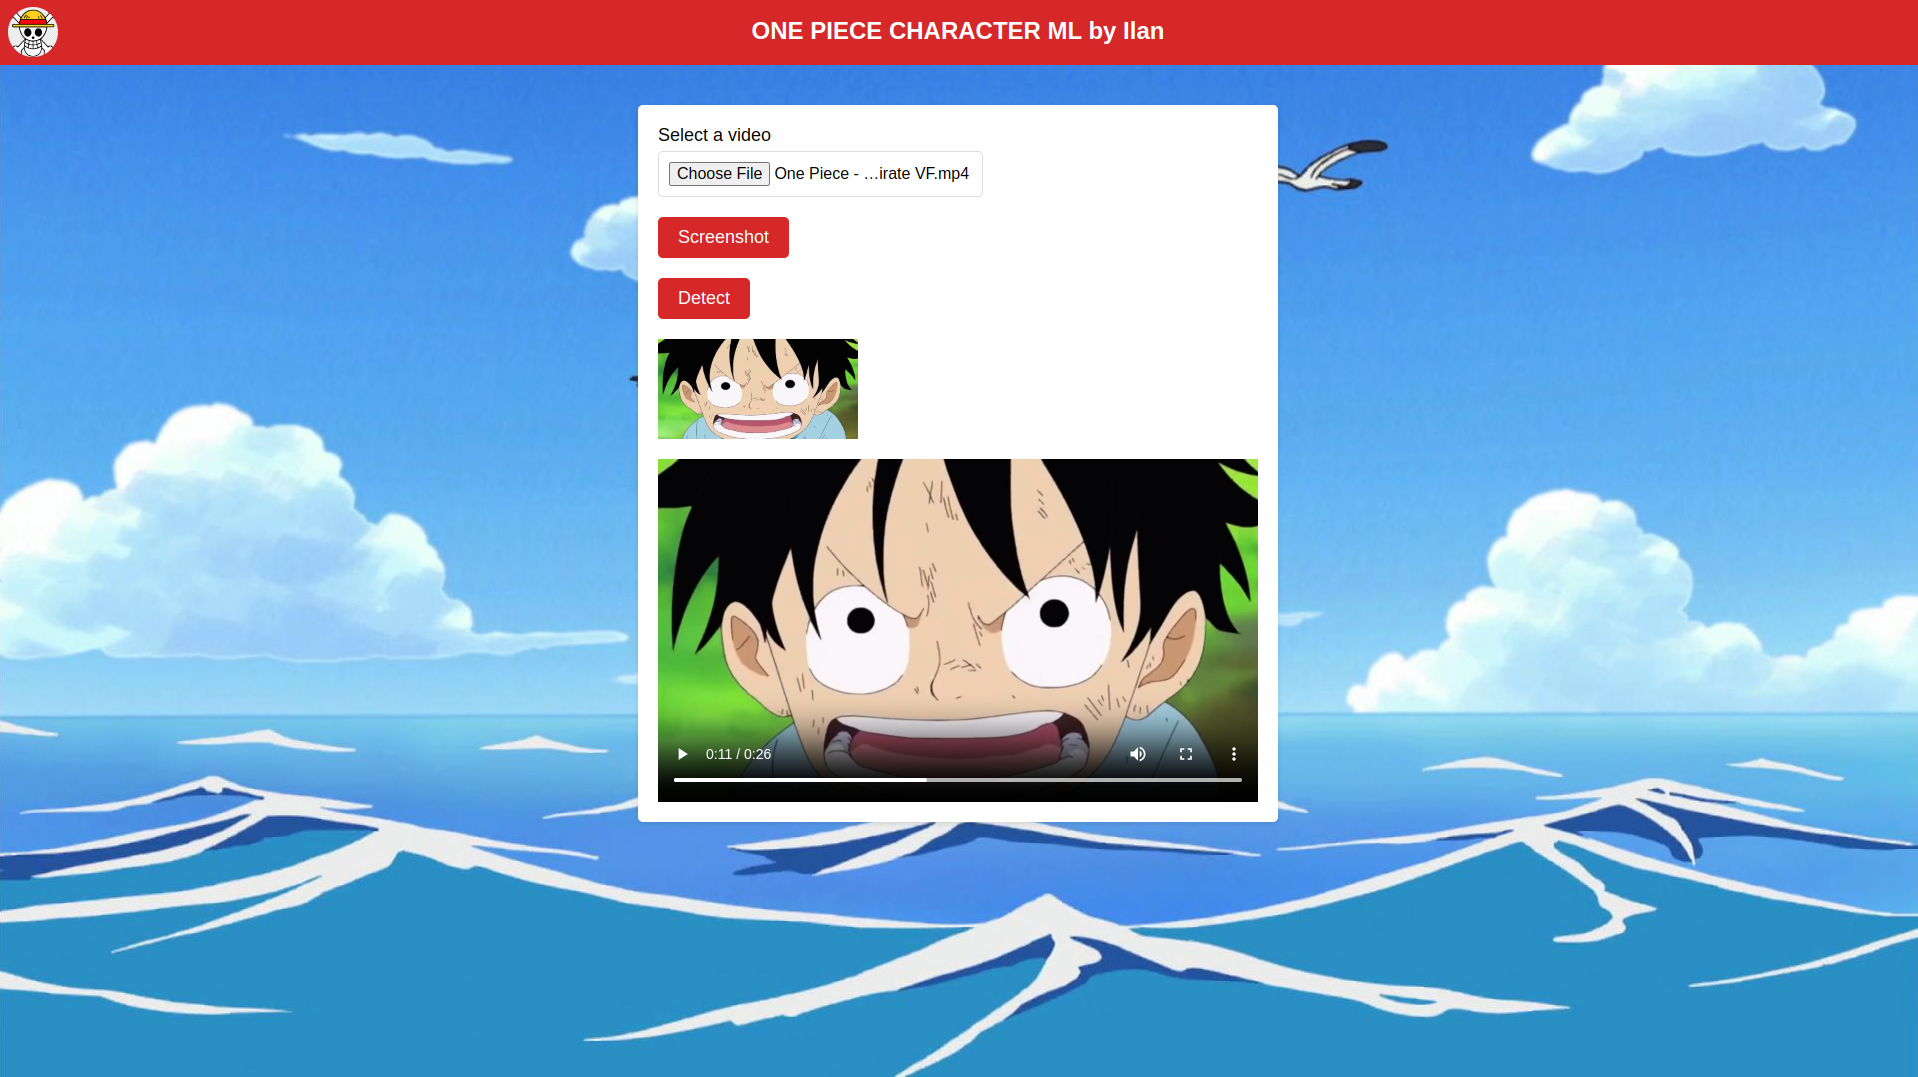 ONE PIECE CHARACTER ML by Ilan
Select a video
Choose File One Piece - …irate VF.mp4
Screenshot
Detect
0:11 / 0:26